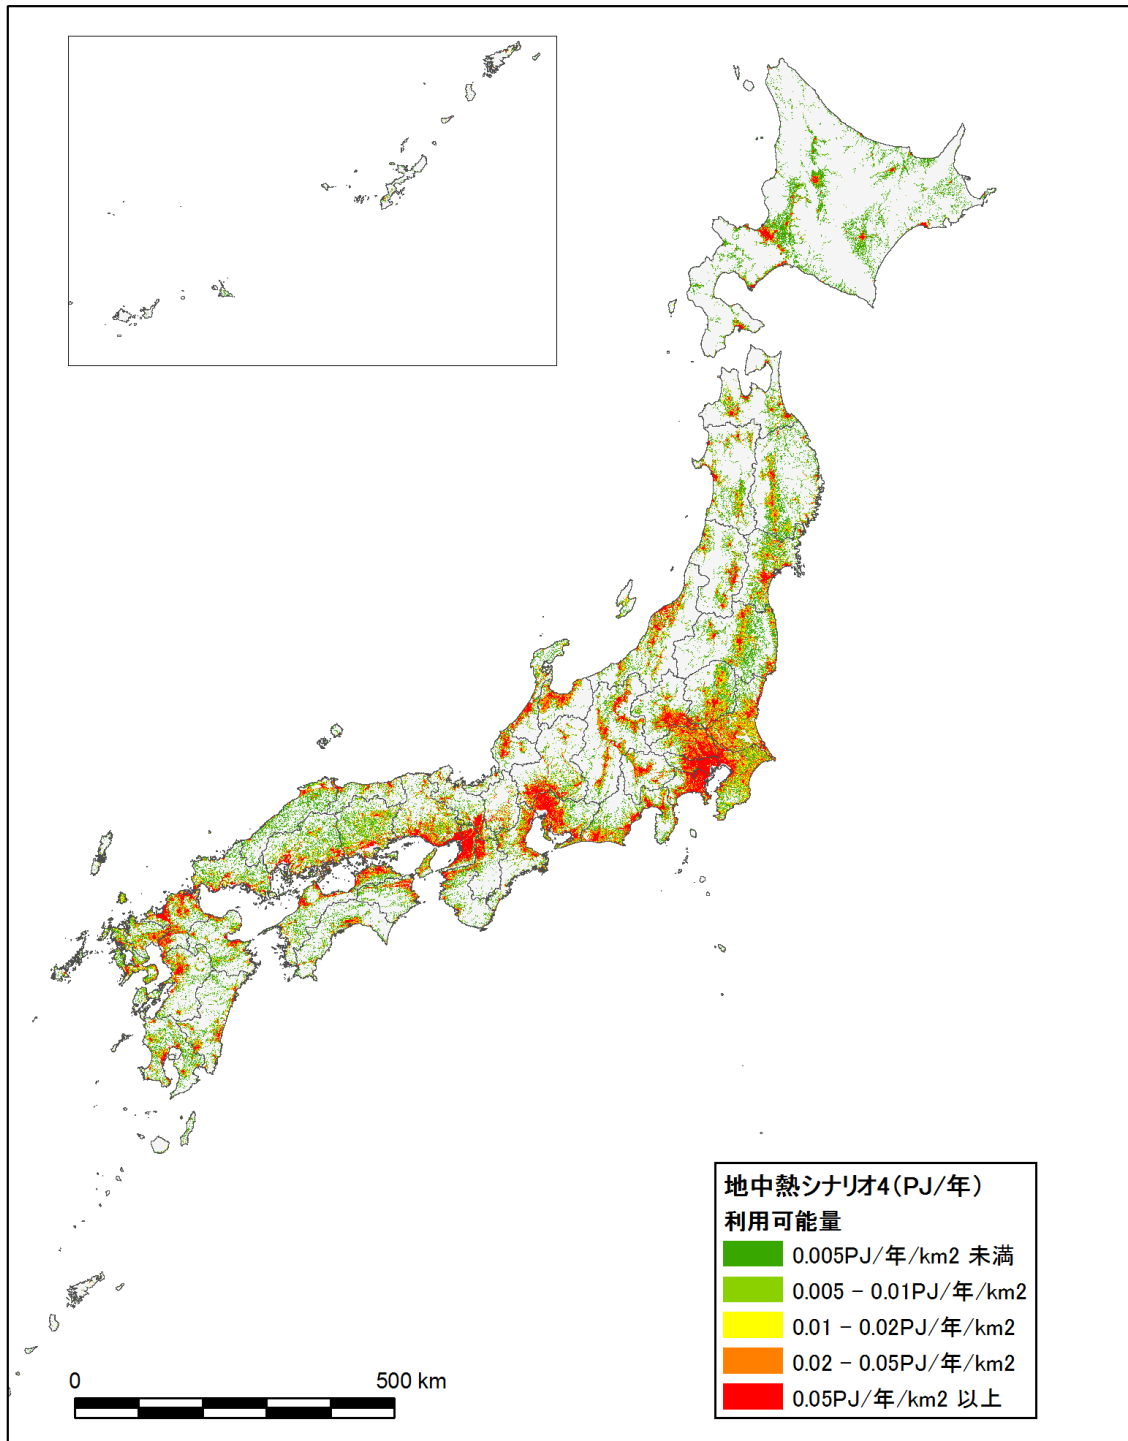 地中熱シナリオ4(PJ/年)
利用可能量
0.005PJ/年/km2 未満
0.005 - 0.01PJ/年/km2
0.01 - 0.02PJ/年/km2
0.02 - 0.05PJ/年/km2
0.05PJ/年/km2 以上
0 500 km